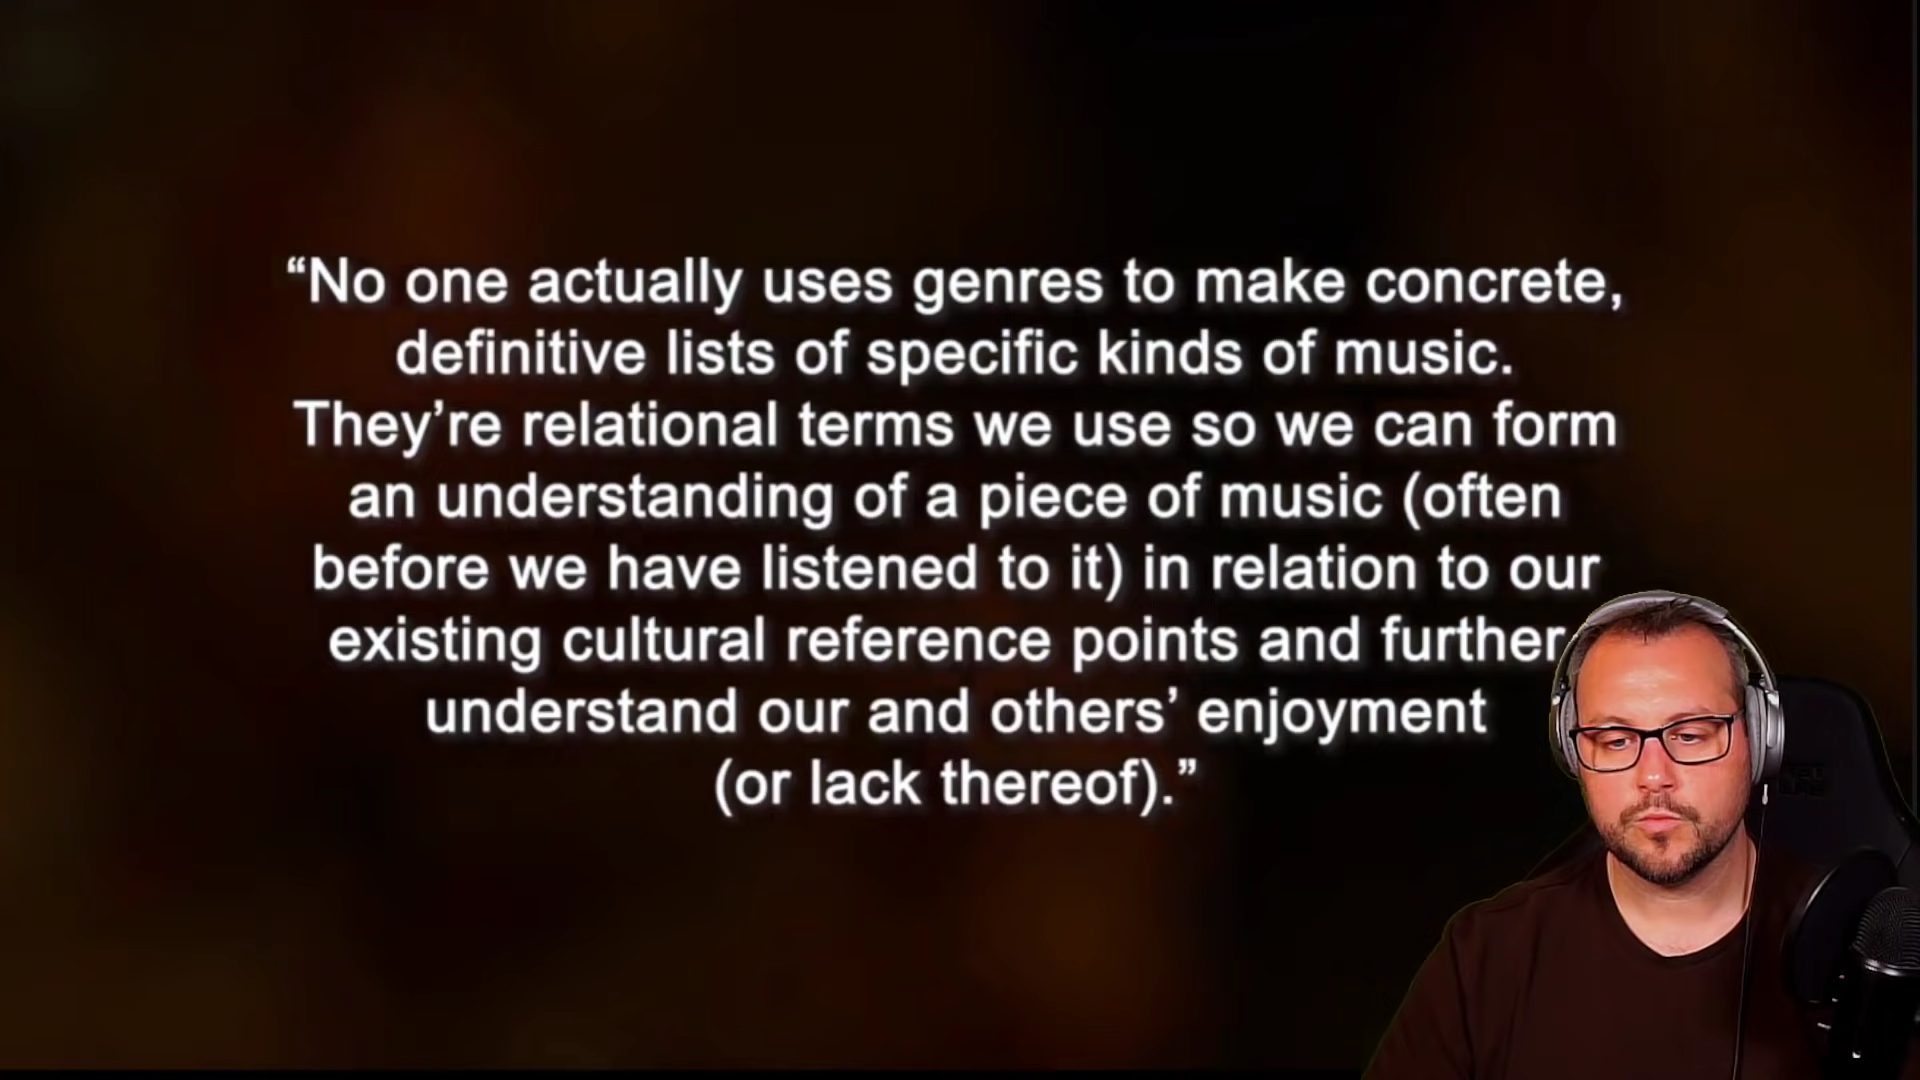 “No one actually uses genres to make concrete,
definitive lists of specific kinds of music.
They’re relational terms we use so we can form
an understanding of a piece of music (often
before we have listened to it) in relation to our
existing cultural reference points and further
understand our and others’ enjoyment
(or lack thereof).”